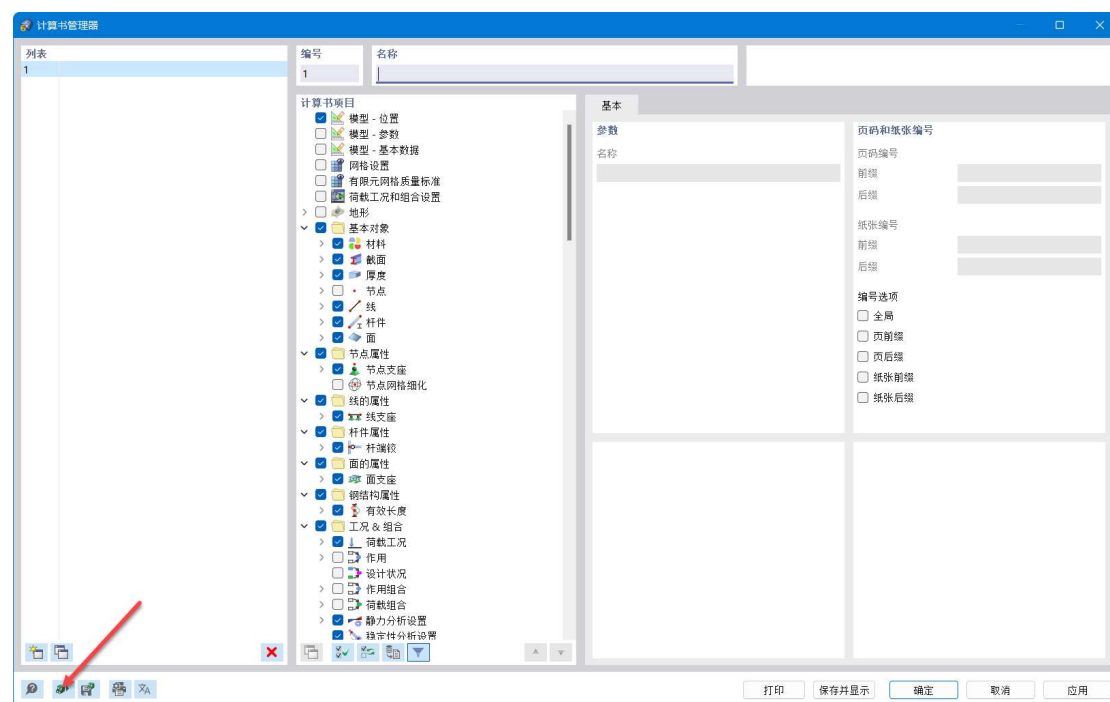 计算书管理器
列表
1
编号
1
名称
计算书项目
模型 - 位置
模型 - 参数
模型 - 基本数据
网格设置
有限元网格质量标准
荷载工况和组合设置
地形
基本对象
材料
截面
厚度
节点
线
杆件
面
节点属性
节点支座
节点网格细化
线的属性
线支座
杆件属性
杆端铰
面的属性
面支座
钢结构属性
有效长度
工况 & 组合
荷载工况
作用
设计状况
作用组合
荷载组合
静力分析设置
稳定性分析设置
基本
参数
名称
页码和纸张编号
页码编号
前缀
后缀
纸张编号
前缀
后缀
编号选项
全局
页前缀
页后缀
纸张前缀
纸张后缀
打印
保存并显示
确定
取消
应用